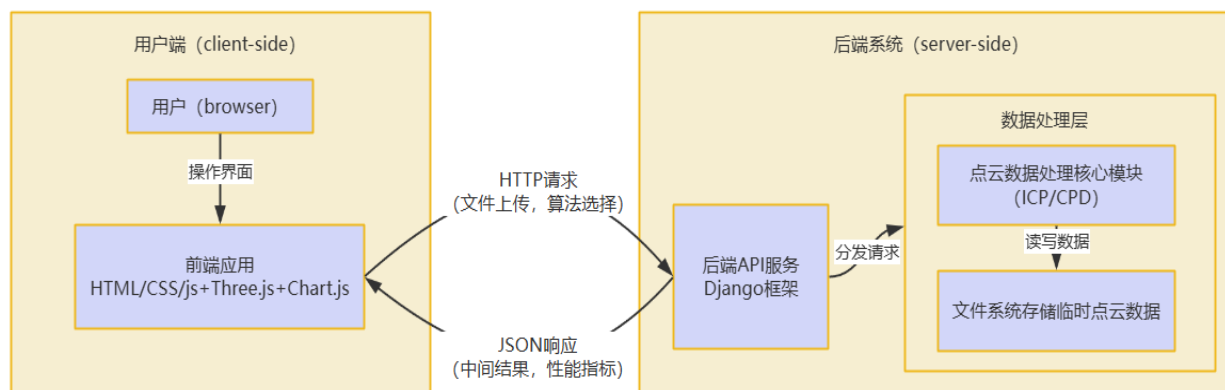 用户端（client-side）
用户（browser）
操作界面
前端应用
HTML/CSS/js+Three.js+Chart.js
HTTP请求
（文件上传，算法选择）
JSON响应
（中间结果，性能指标）
后端系统（server-side）
后端API服务
Django框架
分发请求
数据处理层
点云数据处理核心模块
（ICP/CPD）
读写数据
文件系统存储临时点云数据